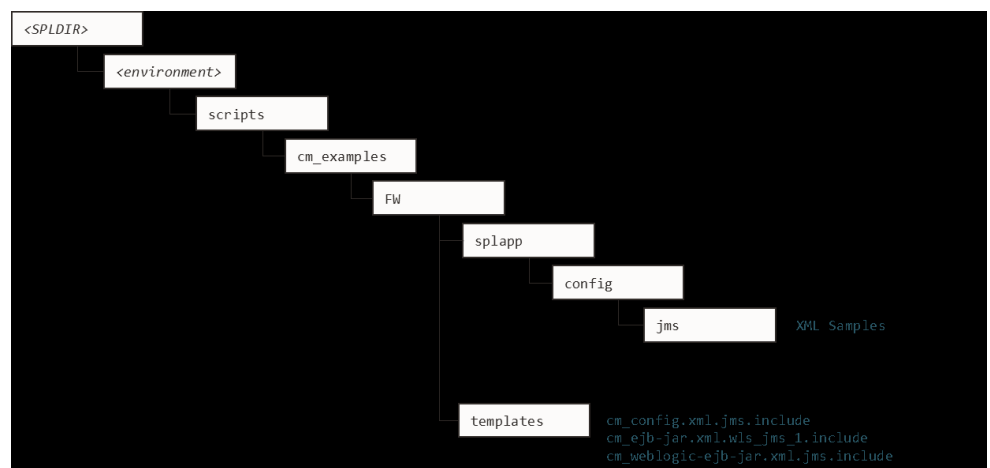 <SPLDIR>
<environment>
scripts
cm_examples
FW
splapp
config
jms XML Samples
templates cm_config.xml.jms.include
cm_ejb-jar.xml.wls_jms_1.include
cm_weblogic-ejb-jar.xml.jms.include